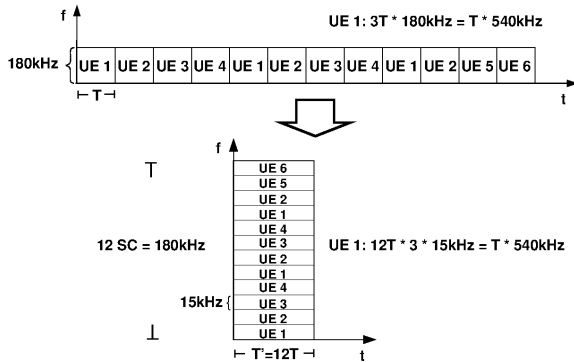 f
UE 1: 3T * 180kHz = T * 540kHz
180kHz
UE 1 UE 2 UE 3 UE 4 UE 1 UE 2 UE 3 UE 4 UE 1 UE 2 UE 5 UE 6
T
t
f
UE 6
UE 5
UE 2
UE 1
UE 4
UE 3
UE 2
UE 1
UE 4
UE 3
UE 2
UE 1
12 SC = 180kHz
UE 1: 12T * 3 * 15kHz = T * 540kHz
15kHz
T'=12T
t